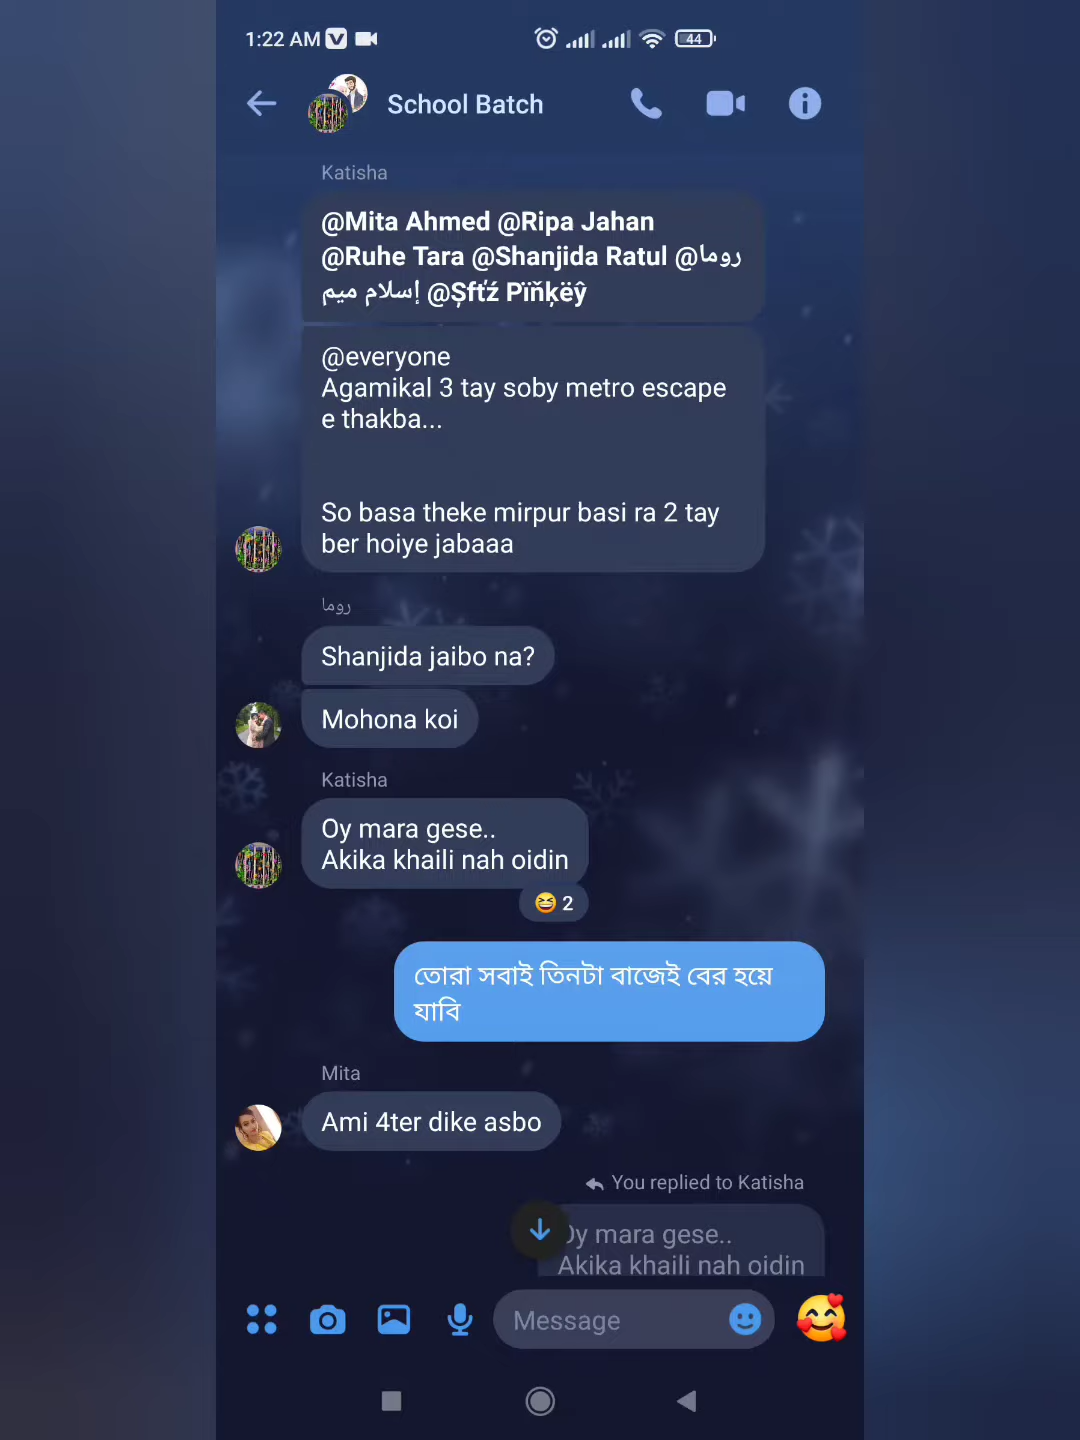 1:22 AM
44
School Batch
Katisha
@Mita Ahmed @Ripa Jahan
@Ruhe Tara @Shanjida Ratul @روما
إسلام ميم @Şfťź Pïňķëŷ
@everyone
Agamikal 3 tay soby metro escape
e thakba...
So basa theke mirpur basi ra 2 tay
ber hoiye jabaaa
روما
Shanjida jaibo na?
Mohona koi
Katisha
Oy mara gese..
Akika khaili nah oidin
😆 2
তোরা সবাই তিনটা বাজেই বের হয়ে
যাবি
Mita
Ami 4ter dike asbo
You replied to Katisha
Oy mara gese..
Akika khaili nah oidin
Message